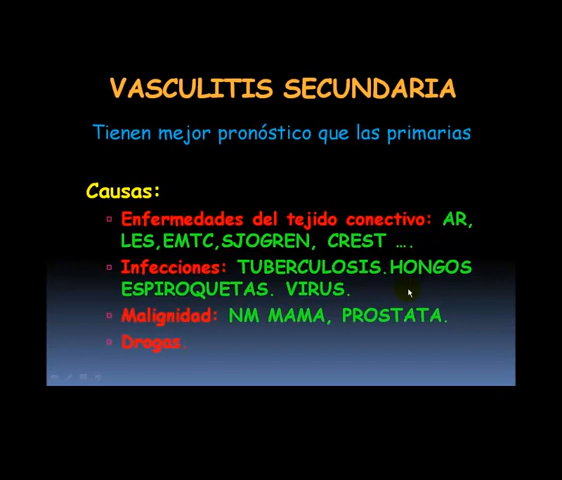 VASCULITIS SECUNDARIA
Tienen mejor pronóstico que las primarias
Causas:
Enfermedades del tejido conectivo: AR,
LES,EMTC,SJOGREN, CREST ….
Infecciones: TUBERCULOSIS.HONGOS
ESPIROQUETAS. VIRUS.
Malignidad: NM MAMA, PROSTATA.
Drogas.